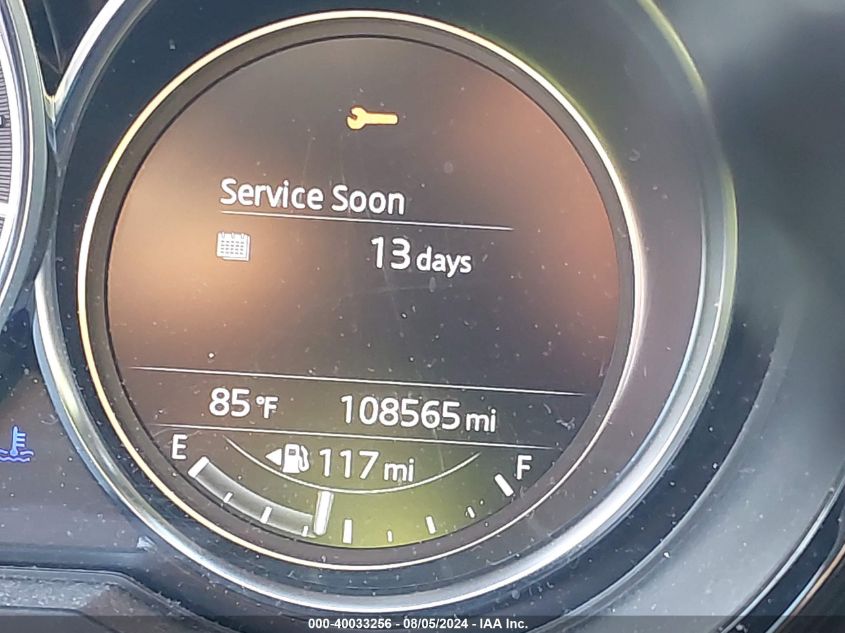 Service Soon
13 days
85 °F 108565 mi
E 117 mi F
000-40033256 - 08/05/2024 - IAA Inc.